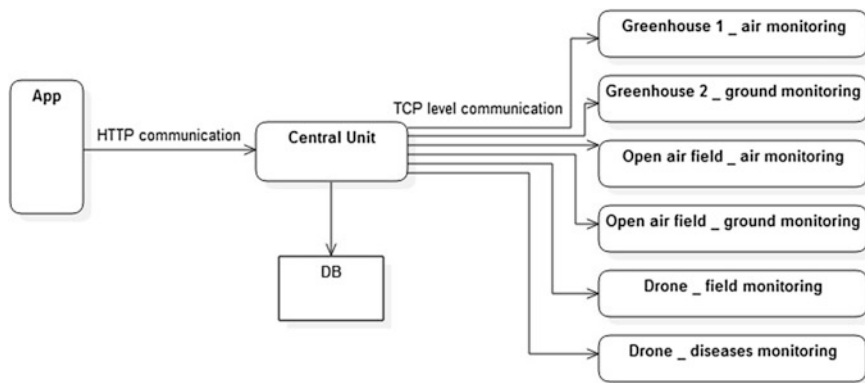 App
HTTP communication
Central Unit
DB
TCP level communication
Greenhouse 1 _ air monitoring
Greenhouse 2 _ ground monitoring
Open air field _ air monitoring
Open air field _ ground monitoring
Drone _ field monitoring
Drone _ diseases monitoring